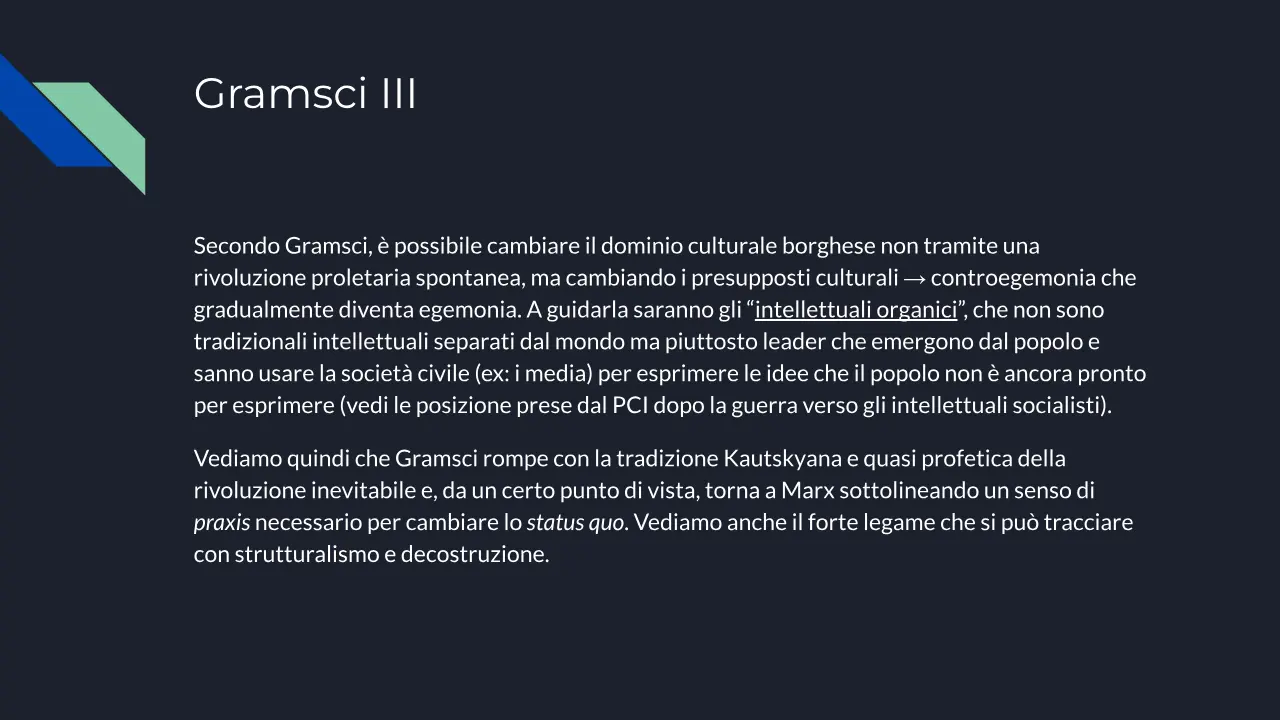 Gramsci III
Secondo Gramsci, è possibile cambiare il dominio culturale borghese non tramite una
rivoluzione proletaria spontanea, ma cambiando i presupposti culturali → controegemonia che
gradualmente diventa egemonia. A guidarla saranno gli “intellettuali organici”, che non sono
tradizionali intellettuali separati dal mondo ma piuttosto leader che emergono dal popolo e
sanno usare la società civile (ex: i media) per esprimere le idee che il popolo non è ancora pronto
per esprimere (vedi le posizione prese dal PCI dopo la guerra verso gli intellettuali socialisti).
Vediamo quindi che Gramsci rompe con la tradizione Kautskyana e quasi profetica della
rivoluzione inevitabile e, da un certo punto di vista, torna a Marx sottolineando un senso di
praxis necessario per cambiare lo status quo. Vediamo anche il forte legame che si può tracciare
con strutturalismo e decostruzione.